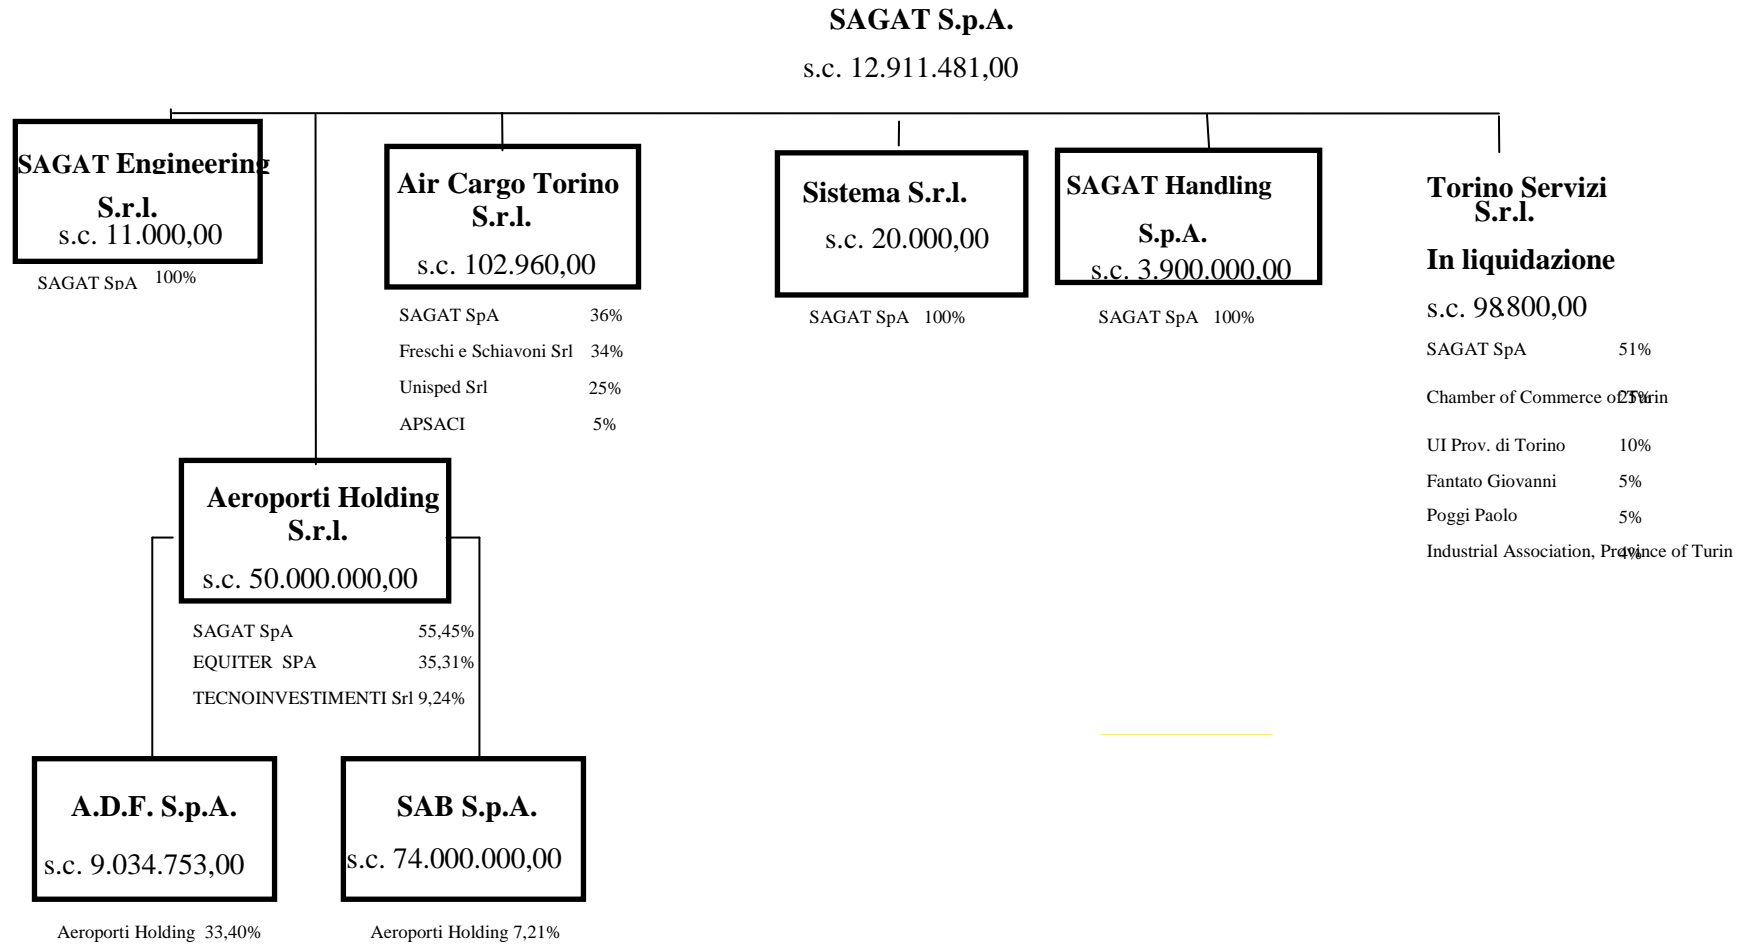 SAGAT S.p.A.
s.c. 12.911.481,00
SAGAT Engineering
S.r.l.
s.c. 11.000,00
SAGAT SpA 100%
Air Cargo Torino
S.r.l.
s.c. 102.960,00
SAGAT SpA 36%
Freschi e Schiavoni Srl 34%
Unisped Srl 25%
APSACI 5%
Sistema S.r.l.
s.c. 20.000,00
SAGAT SpA 100%
SAGAT Handling
S.p.A.
s.c. 3.900.000,00
SAGAT SpA 100%
Torino Servizi
S.r.l.
In liquidazione
s.c. 98.800,00
SAGAT SpA 51%
Chamber of Commerce of Turin 25%
UI Prov. di Torino 10%
Fantato Giovanni 5%
Poggi Paolo 5%
Industrial Association, Province of Turin 4%
Aeroporti Holding
S.r.l.
s.c. 50.000.000,00
SAGAT SpA 55,45%
EQUITER SPA 35,31%
TECNOINVESTIMENTI Srl 9,24%
A.D.F. S.p.A.
s.c. 9.034.753,00
Aeroporti Holding 33,40%
SAB S.p.A.
s.c. 74.000.000,00
Aeroporti Holding 7,21%